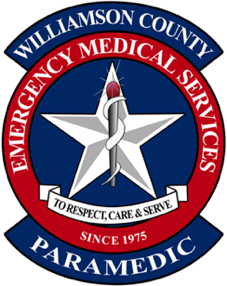 WILLIAMSON COUNTY
EMERGENCY MEDICAL SERVICES
TO RESPECT, CARE & SERVE
SINCE 1975
PARAMEDIC